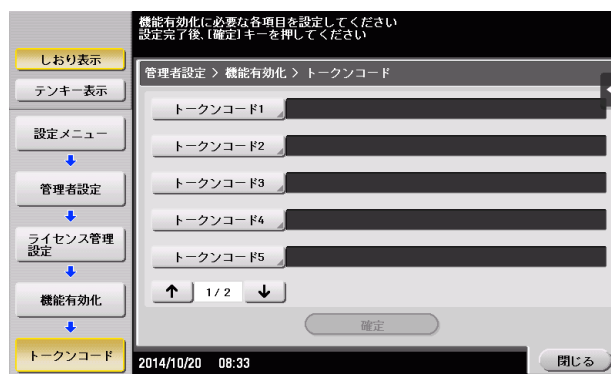 機能有効化に必要な各項目を設定してください
設定完了後、[確定]キーを押してください
しおり表示
テンキー表示
設定メニュー
管理者設定
ライセンス管理
設定
機能有効化
トークンコード
管理者設定 > 機能有効化 > トークンコード
トークンコード1
トークンコード2
トークンコード3
トークンコード4
トークンコード5
↑ 1/ 2 ↓
確定
2014/10/20 08:33
閉じる